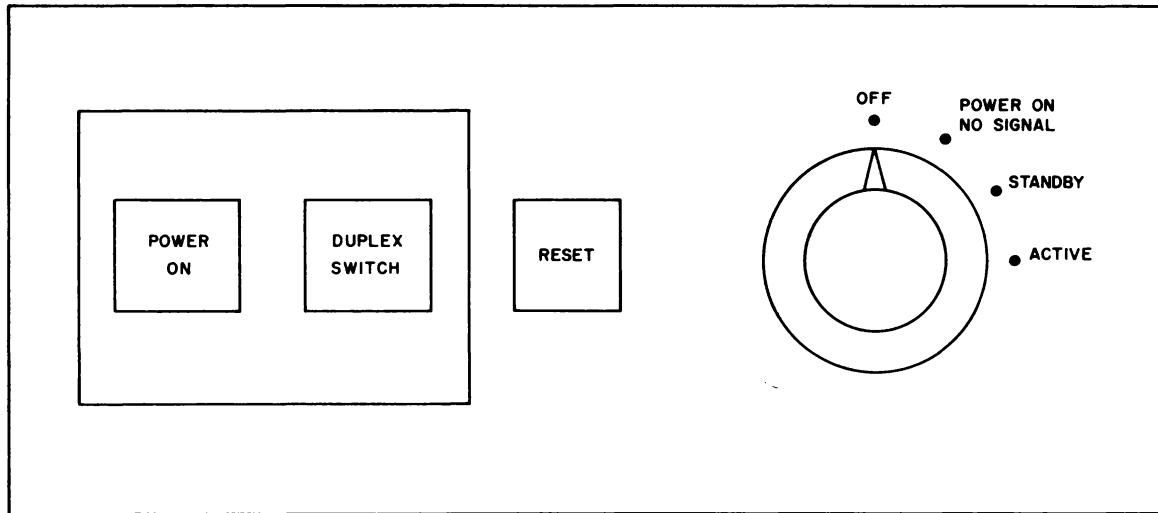 POWER
ON
DUPLEX
SWITCH
RESET
OFF
POWER ON
NO SIGNAL
STANDBY
ACTIVE